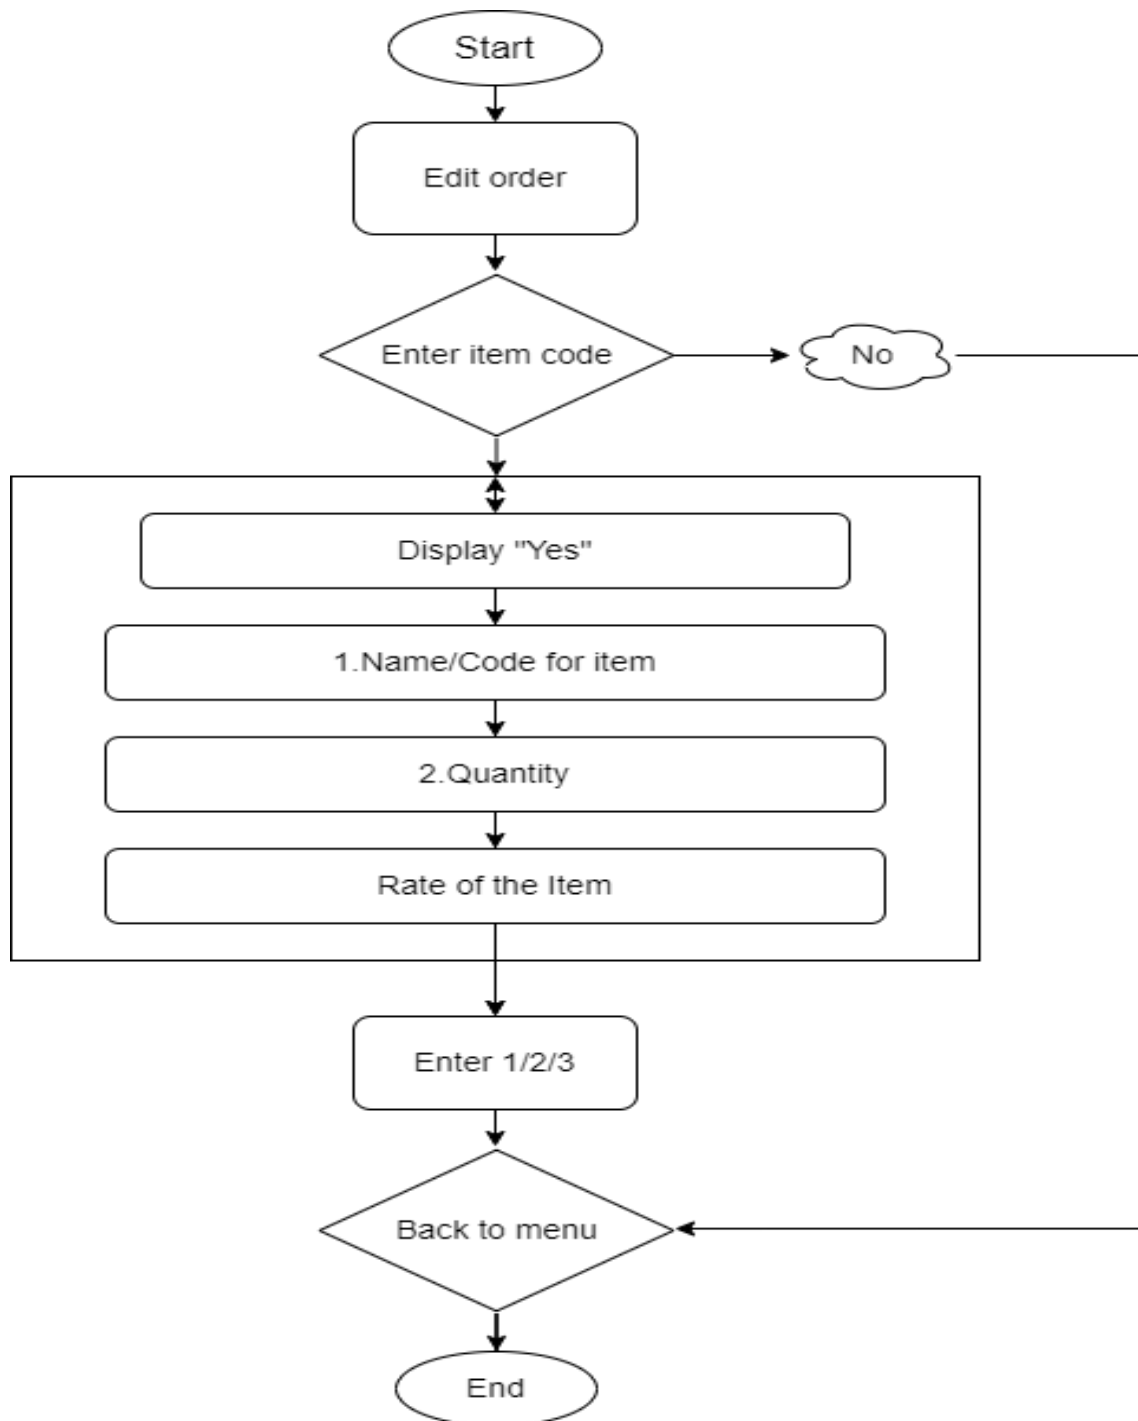 Start
Edit order
Enter item code
No
Display "Yes"
1.Name/Code for item
2.Quantity
Rate of the Item
Enter 1/2/3
Back to menu
End